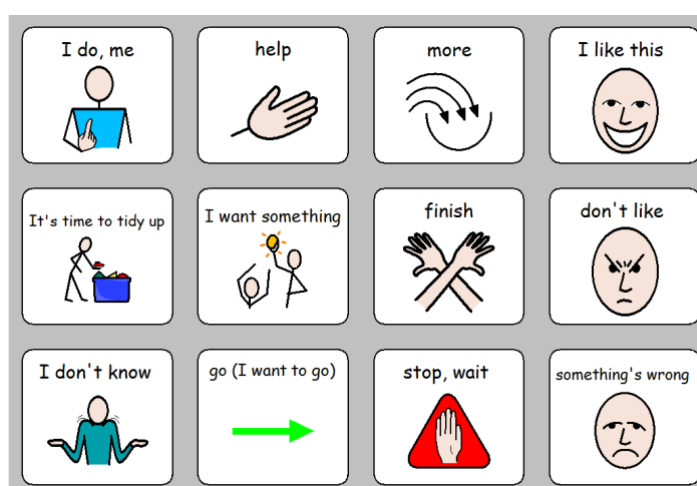 I do, me
help
more
I like this
It's time to tidy up
I want something
finish
don't like
I don't know
go (I want to go)
stop, wait
something's wrong